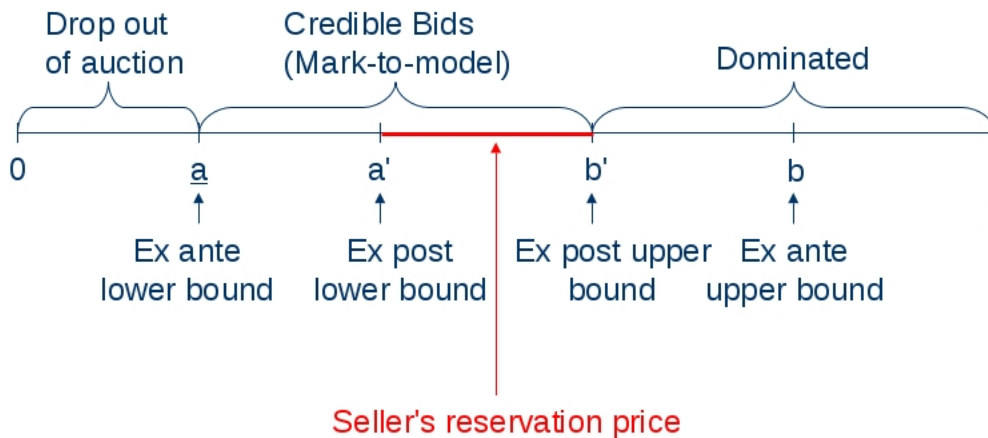 Drop out
of auction
Credible Bids
(Mark-to-model)
Dominated
0
a
a'
b'
b
Ex ante
lower bound
Ex post
lower bound
Ex post upper
bound
Ex ante
upper bound
Seller's reservation price